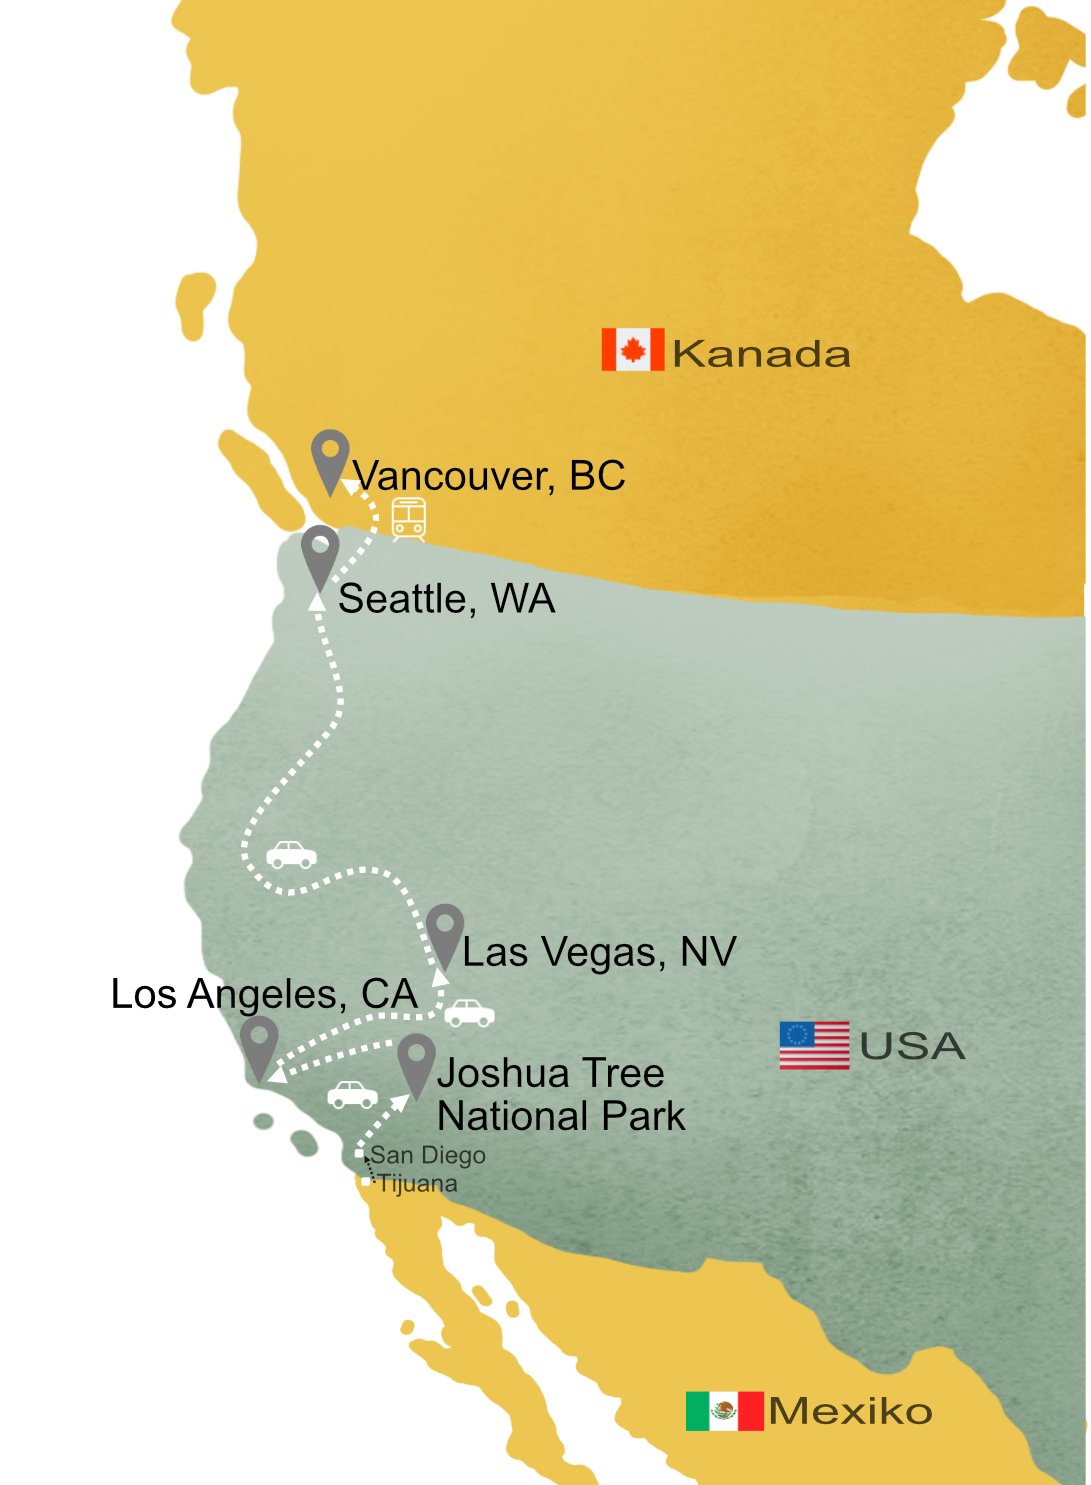 Kanada
Vancouver, BC
Seattle, WA
Las Vegas, NV
Los Angeles, CA
USA
Joshua Tree
National Park
San Diego
Tijuana
Mexiko